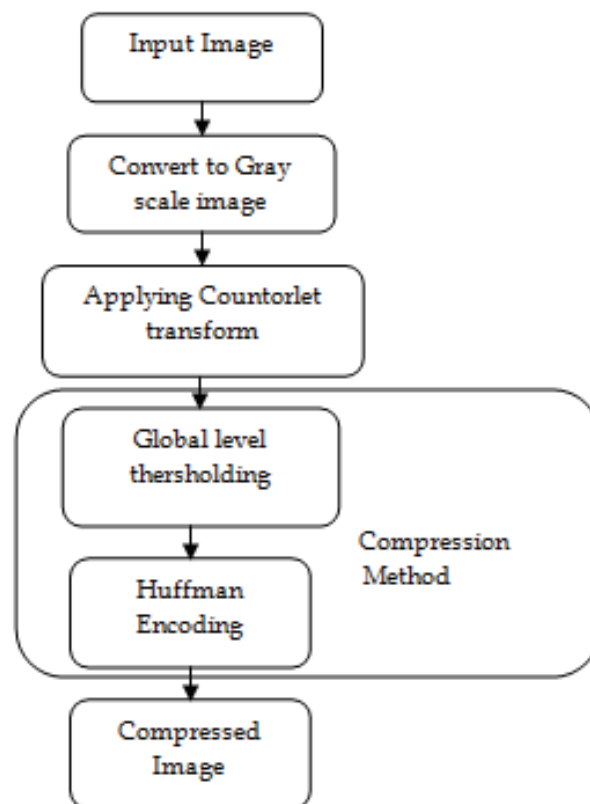 Input Image
Convert to Gray
scale image
Applying Countorlet
transform
Global level
thersholding
Compression
Method
Huffman
Encoding
Compressed
Image